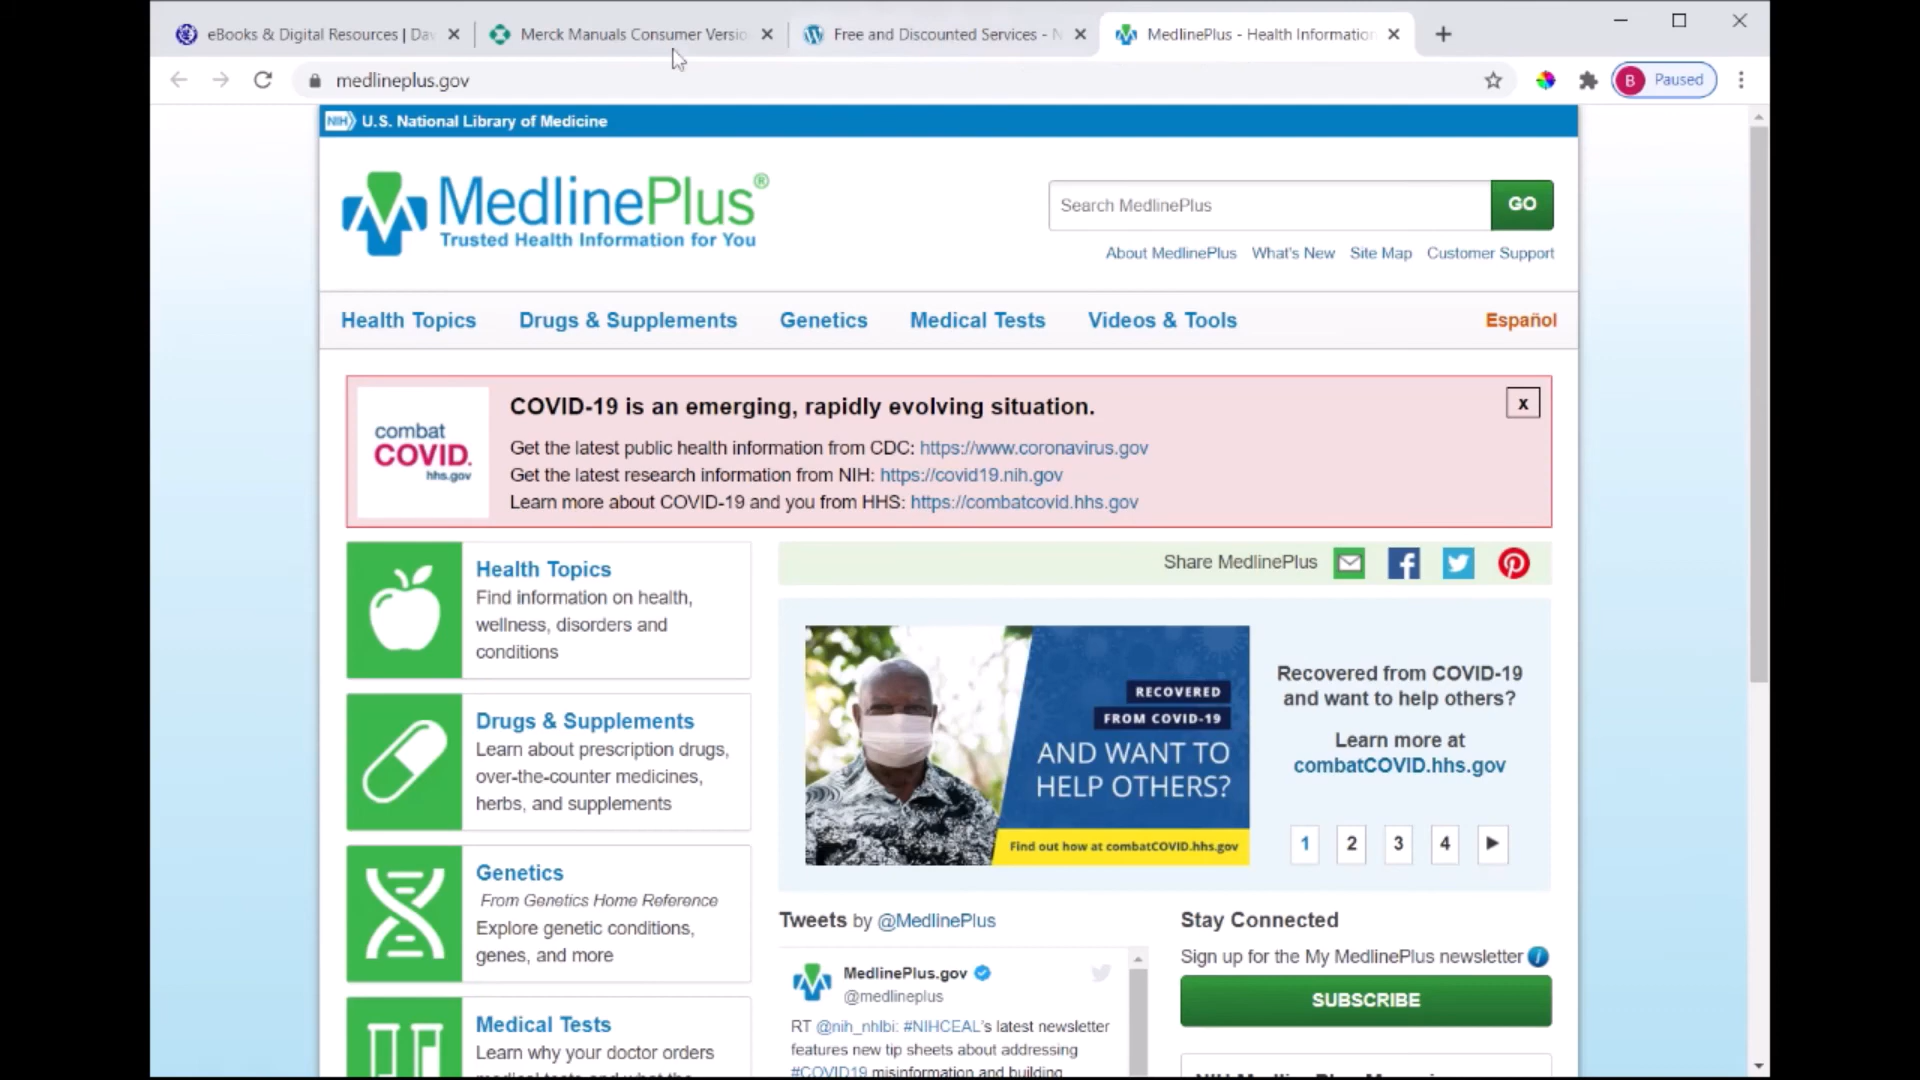 eBooks & Digital Resources | Dav
Merck Manuals Consumer Versio
Free and Discounted Services - N
MedlinePlus - Health Information
medlineplus.gov
B Paused
NIH U.S. National Library of Medicine
MedlinePlus®
Trusted Health Information for You
Search MedlinePlus
GO
About MedlinePlus What's New Site Map Customer Support
Health Topics Drugs & Supplements Genetics Medical Tests Videos & Tools Español
combat
COVID.
hhs.gov
COVID-19 is an emerging, rapidly evolving situation.
x
Get the latest public health information from CDC: https://www.coronavirus.gov
Get the latest research information from NIH: https://covid19.nih.gov
Learn more about COVID-19 and you from HHS: https://combatcovid.hhs.gov
Health Topics
Find information on health,
wellness, disorders and
conditions
Drugs & Supplements
Learn about prescription drugs,
over-the-counter medicines,
herbs, and supplements
Genetics
From Genetics Home Reference
Explore genetic conditions,
genes, and more
Medical Tests
Learn why your doctor orders
medical tests and what the
Share MedlinePlus
RECOVERED
FROM COVID-19
AND WANT TO
HELP OTHERS?
Find out how at combatCOVID.hhs.gov
Recovered from COVID-19
and want to help others?
Learn more at
combatCOVID.hhs.gov
1 2 3 4
Tweets by @MedlinePlus
MedlinePlus.gov
@medlineplus
RT @nih_nhlbi: #NIHCEAL's latest newsletter
features new tip sheets about addressing
#COVID19 misinformation and building
Stay Connected
Sign up for the My MedlinePlus newsletter i
SUBSCRIBE
NIH MedlinePlus Magazine